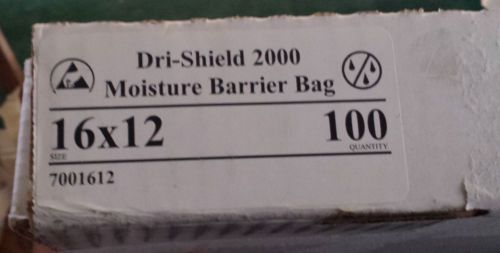 Dri-Shield 2000
Moisture Barrier Bag
16x12 100
SIZE QUANTITY
7001612